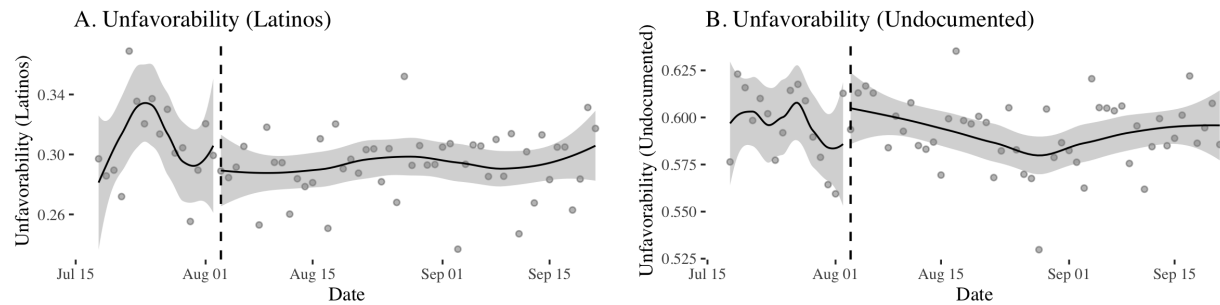 A. Unfavorability (Latinos)
Unfavorability (Latinos)
0.34
0.30
0.26
Jul 15
Aug 01
Aug 15
Sep 01
Sep 15
Date
B. Unfavorability (Undocumented)
Unfavorability (Undocumented)
0.625
0.600
0.575
0.550
0.525
Jul 15
Aug 01
Aug 15
Sep 01
Sep 15
Date